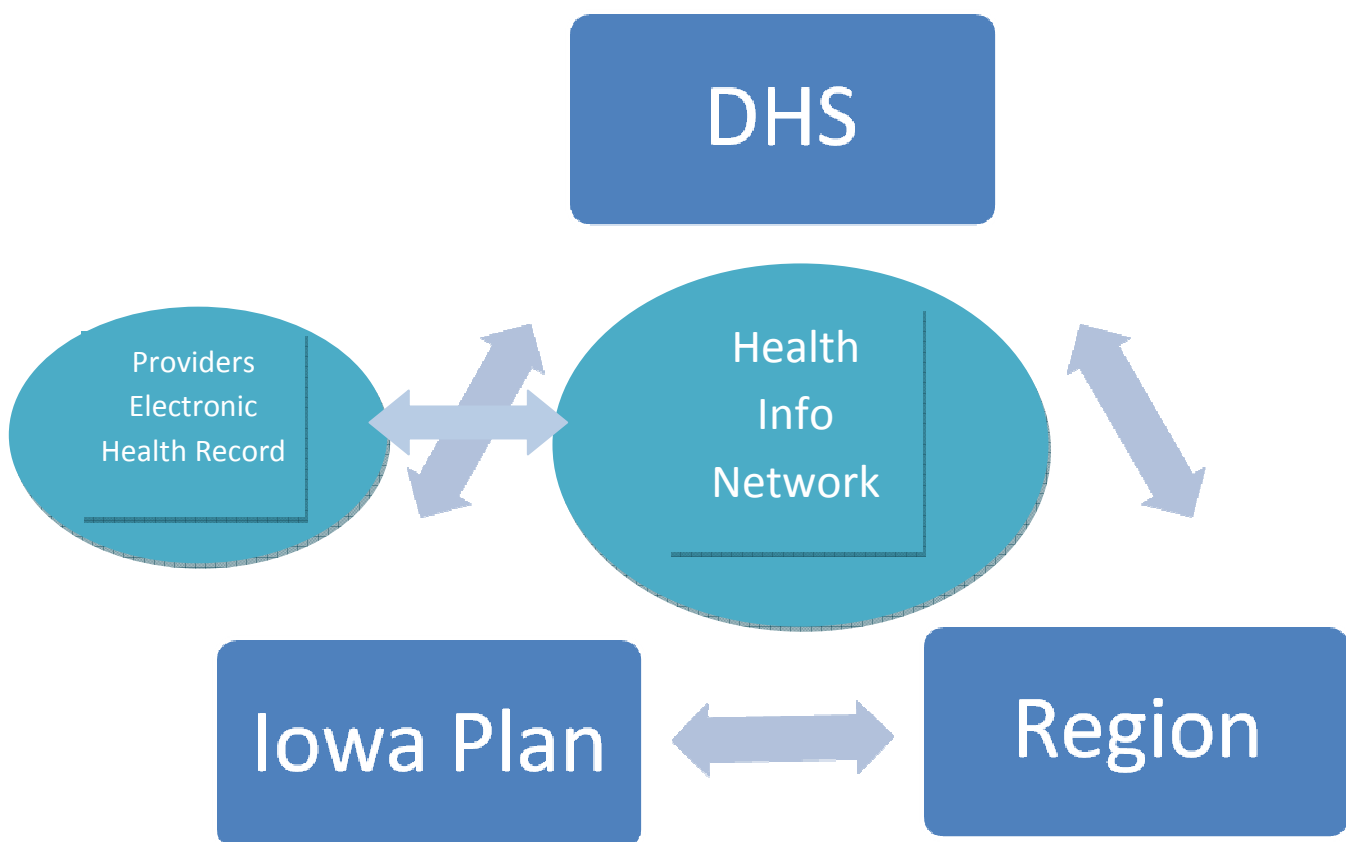 DHS
Providers
Electronic
Health Record
Health
Info
Network
Iowa Plan
Region